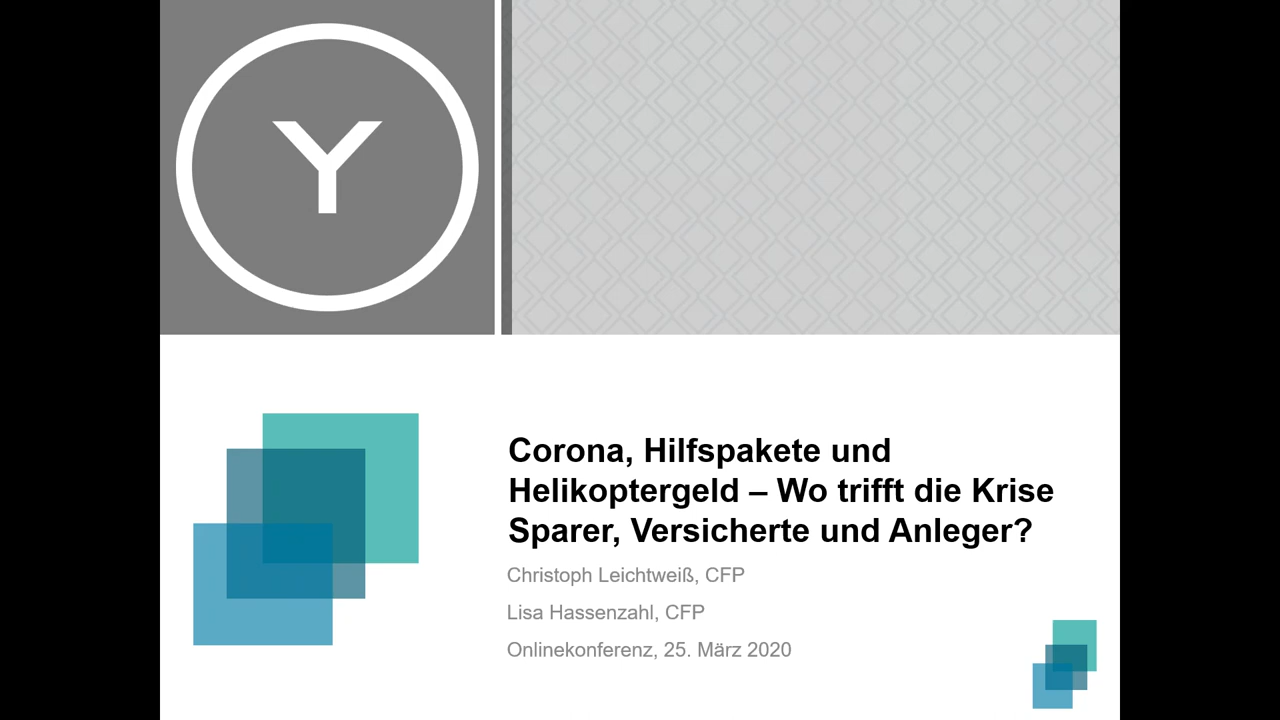 Y
Corona, Hilfspakete und
Helikoptergeld – Wo trifft die Krise
Sparer, Versicherte und Anleger?
Christoph Leichtweiß, CFP
Lisa Hassenzahl, CFP
Onlinekonferenz, 25. März 2020